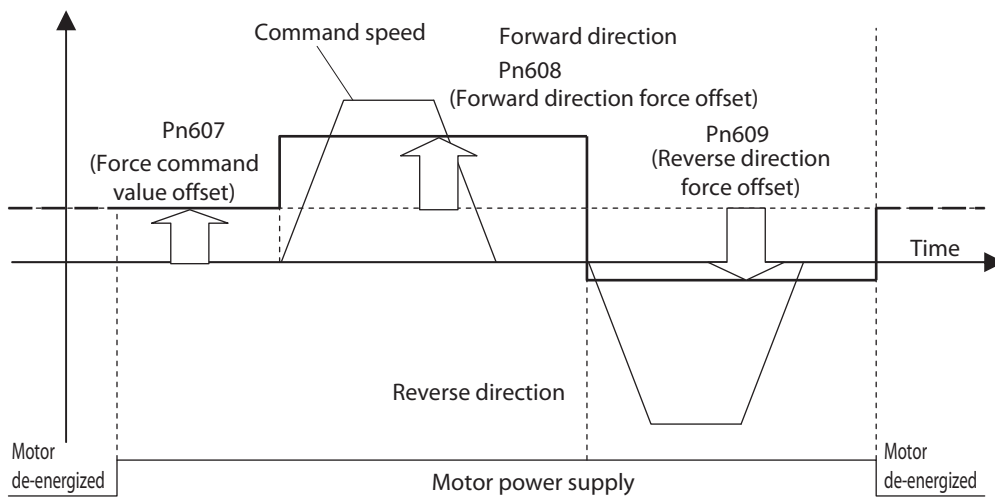 Command speed
Forward direction
Pn608
(Forward direction force offset)
Pn607
(Force command
value offset)
Pn609
(Reverse direction
force offset)
Time
Reverse direction
Motor
de-energized
Motor power supply
Motor
de-energized